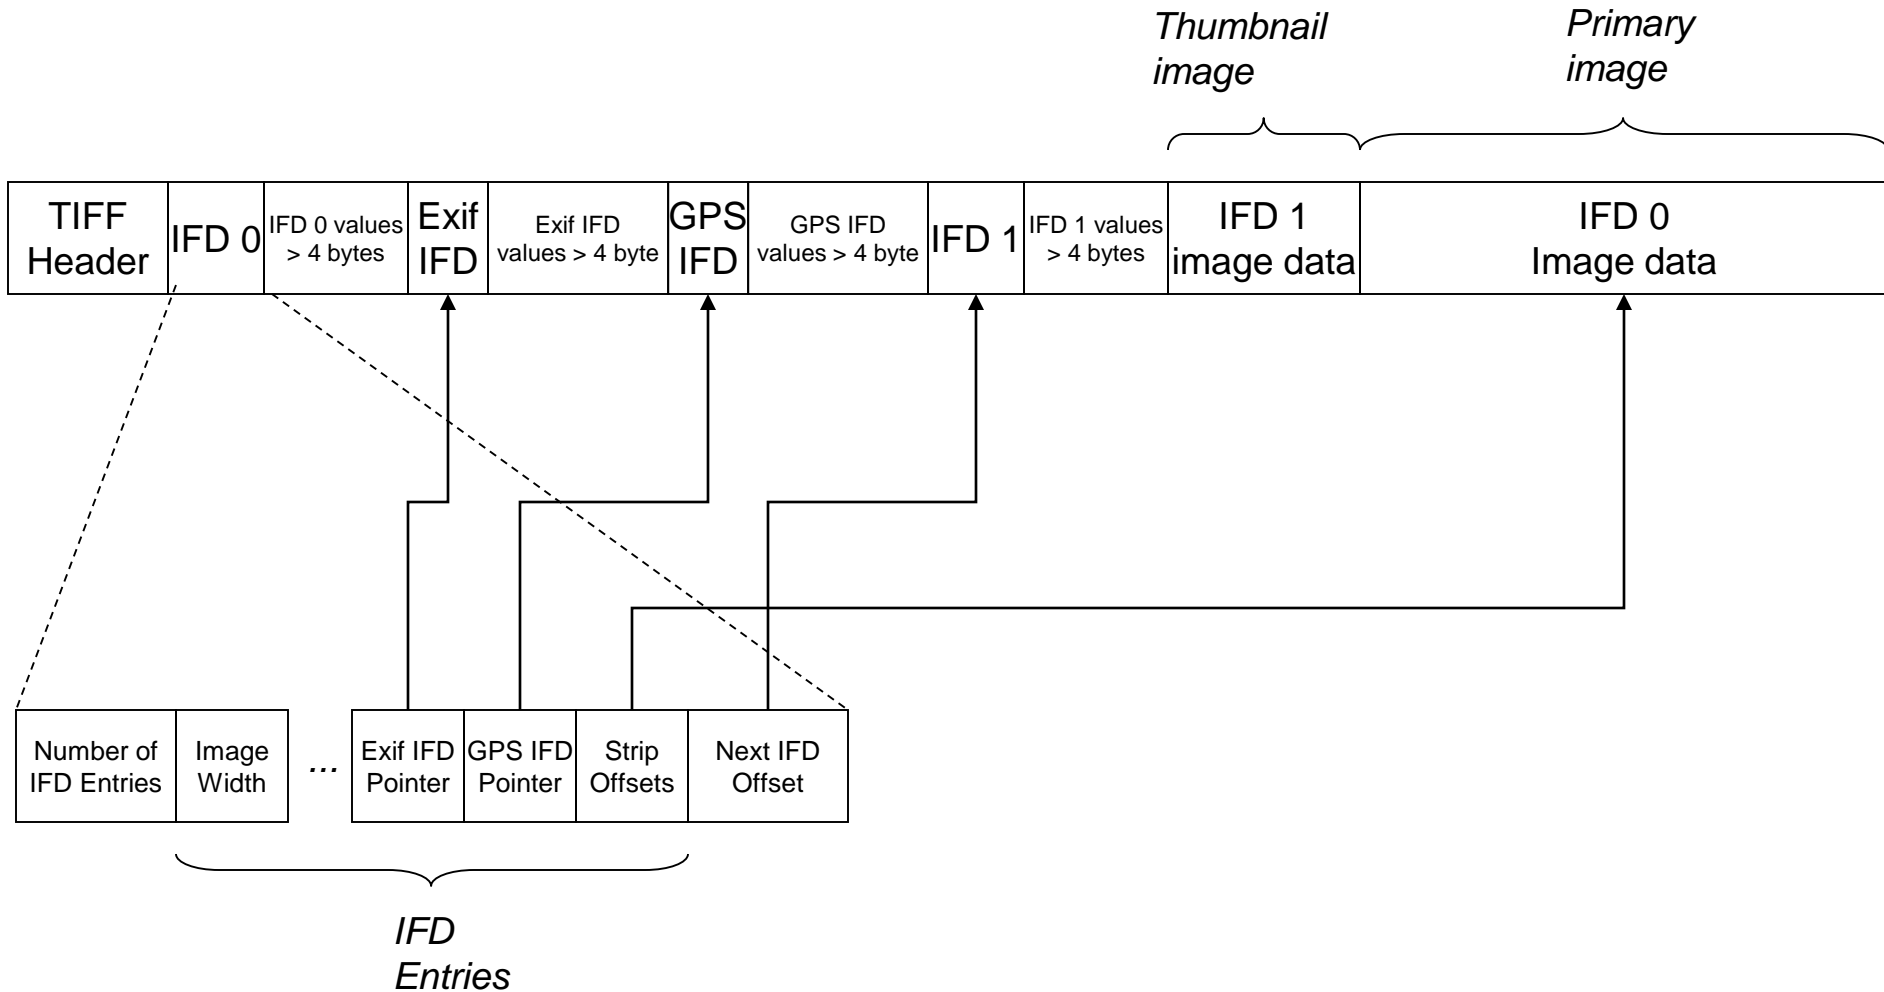 Thumbnail
image
Primary
image
TIFF
Header
IFD 0
IFD 0 values
> 4 bytes
Exif
IFD
Exif IFD
values > 4 byte
GPS
IFD
GPS IFD
values > 4 byte
IFD 1
IFD 1 values
> 4 bytes
IFD 1
image data
IFD 0
Image data
Number of
IFD Entries
Image
Width
...
Exif IFD
Pointer
GPS IFD
Pointer
Strip
Offsets
Next IFD
Offset
IFD
Entries